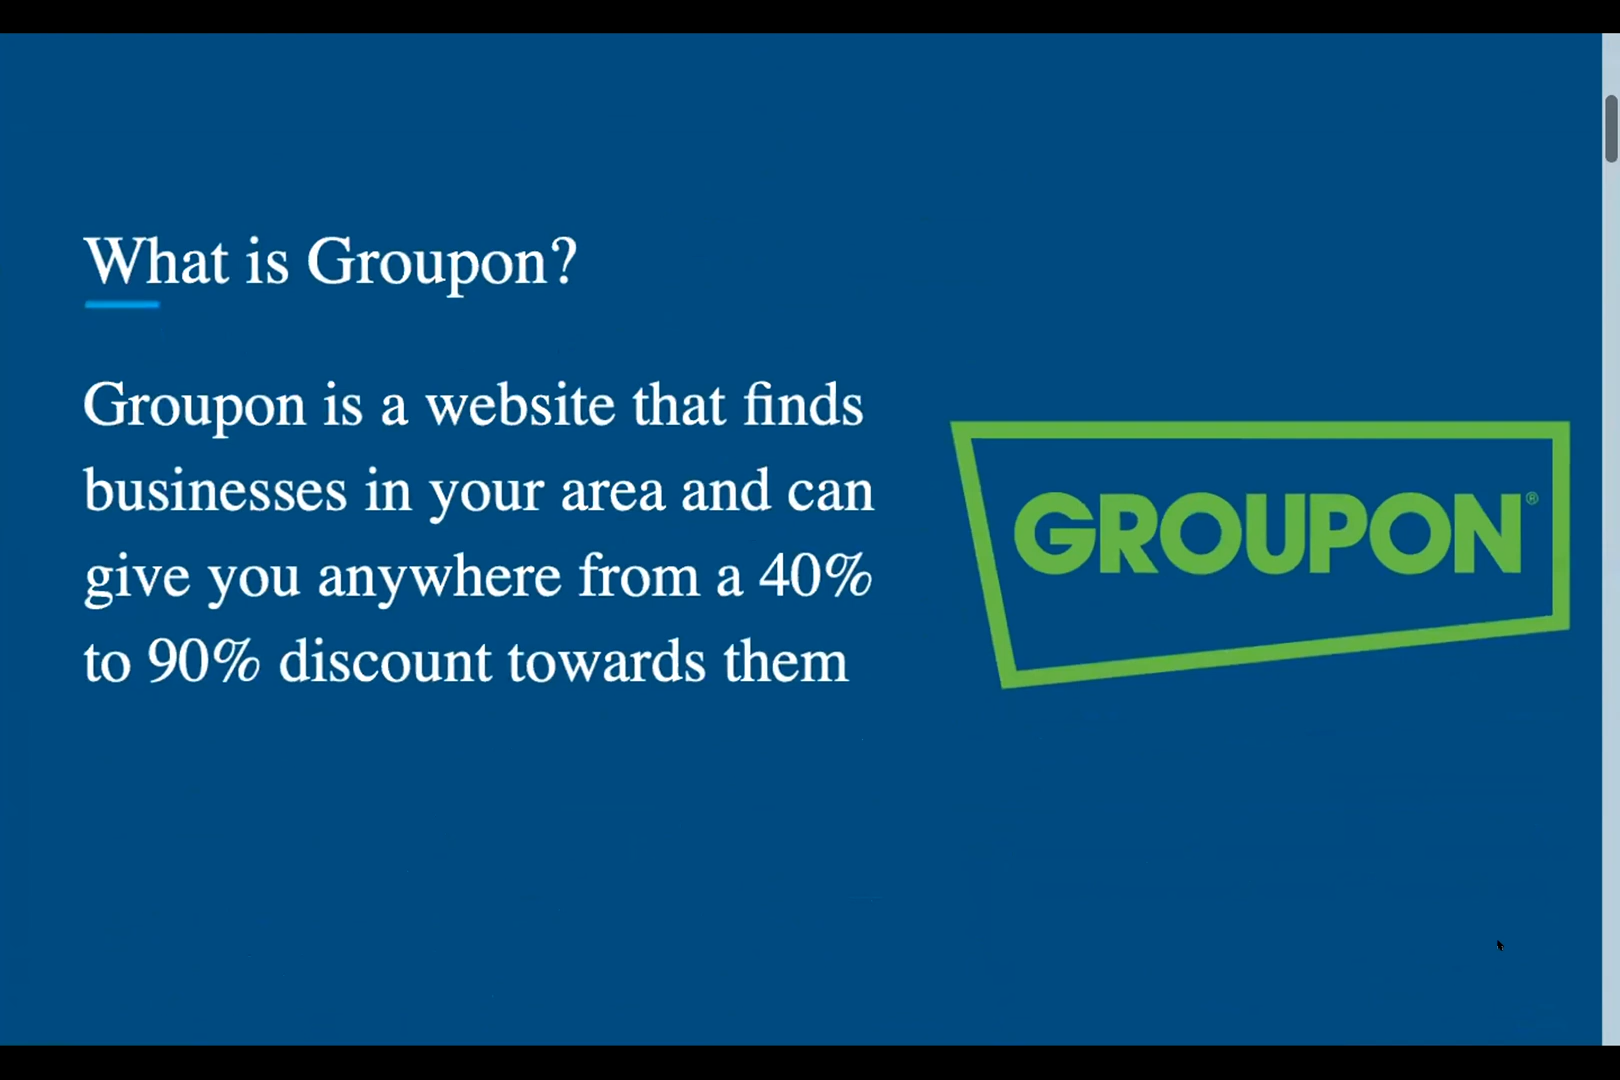 What is Groupon?
Groupon is a website that finds
businesses in your area and can
give you anywhere from a 40%
to 90% discount towards them
GROUPON®